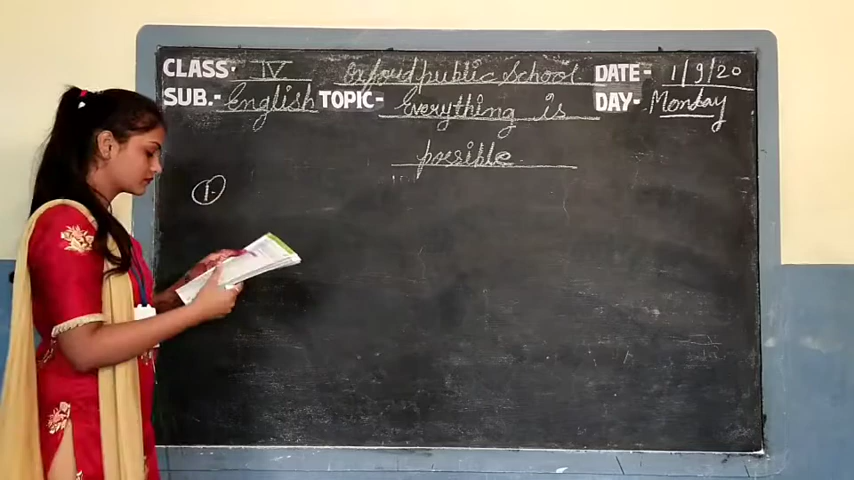 CLASS- IV Oxford public School DATE- 1/9/20
SUB.- English TOPIC- Everything is DAY- Monday
possible
1